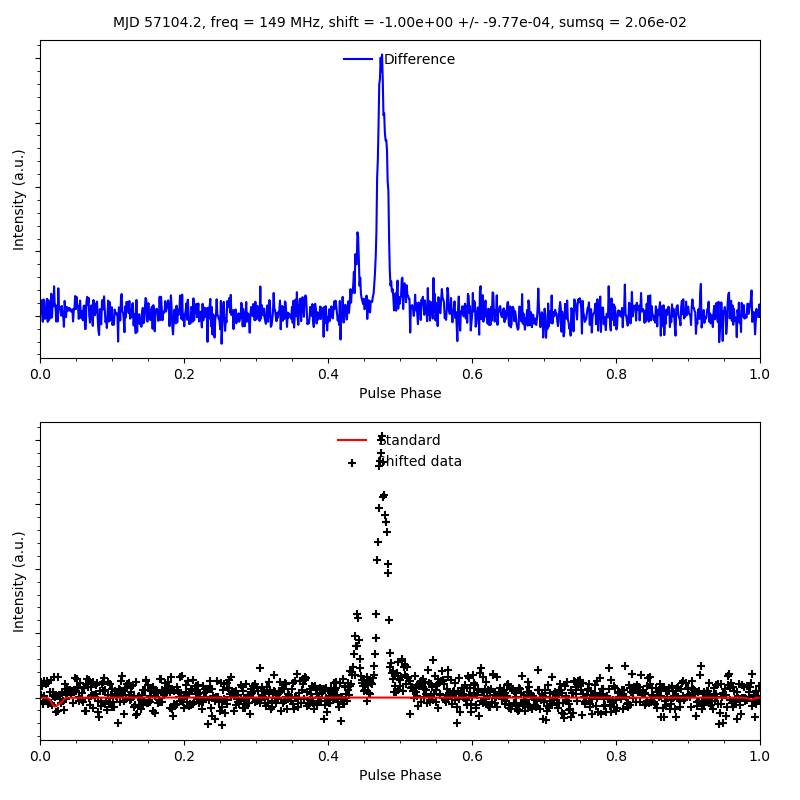 MJD 57104.2, freq = 149 MHz, shift = -1.00e+00 +/- -9.77e-04, sumsq = 2.06e-02
Difference
Intensity (a.u.)
0.0 0.2 0.4 0.6 0.8 1.0
Pulse Phase
Standard
Shifted data
Intensity (a.u.)
0.0 0.2 0.4 0.6 0.8 1.0
Pulse Phase